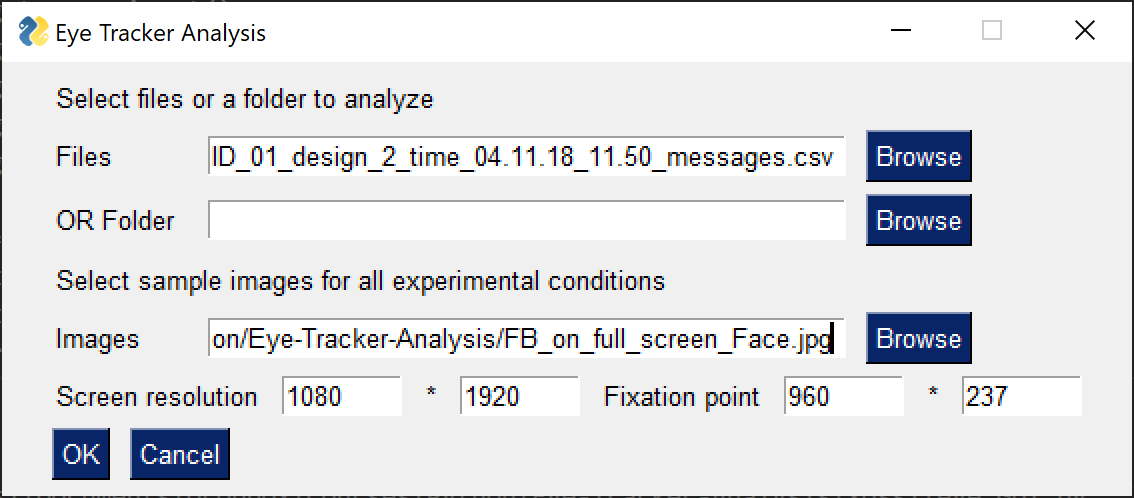 Eye Tracker Analysis
Select files or a folder to analyze
Files ID_01_design_2_time_04.11.18_11.50_messages.csv Browse
OR Folder Browse
Select sample images for all experimental conditions
Images on/Eye-Tracker-Analysis/FB_on_full_screen_Face.jpg Browse
Screen resolution 1080 * 1920 Fixation point 960 * 237
OK Cancel